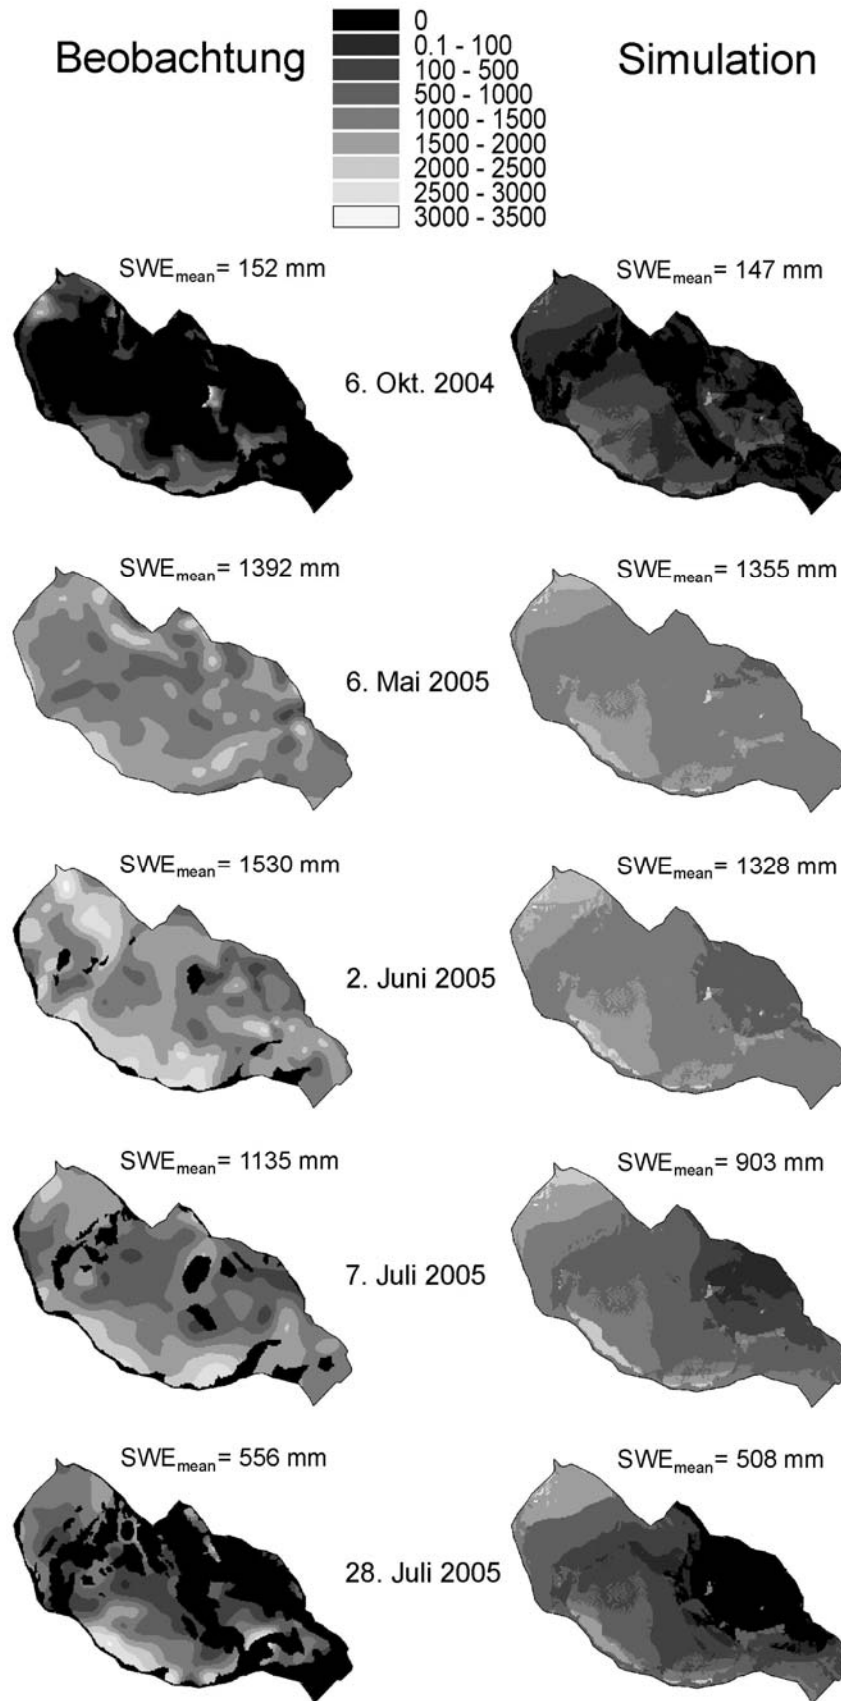 Beobachtung
Simulation
0
0.1 - 100
100 - 500
500 - 1000
1000 - 1500
1500 - 2000
2000 - 2500
2500 - 3000
3000 - 3500
SWEmean= 152 mm
SWEmean= 147 mm
6. Okt. 2004
SWEmean= 1392 mm
SWEmean= 1355 mm
6. Mai 2005
SWEmean= 1530 mm
SWEmean= 1328 mm
2. Juni 2005
SWEmean= 1135 mm
SWEmean= 903 mm
7. Juli 2005
SWEmean= 556 mm
SWEmean= 508 mm
28. Juli 2005